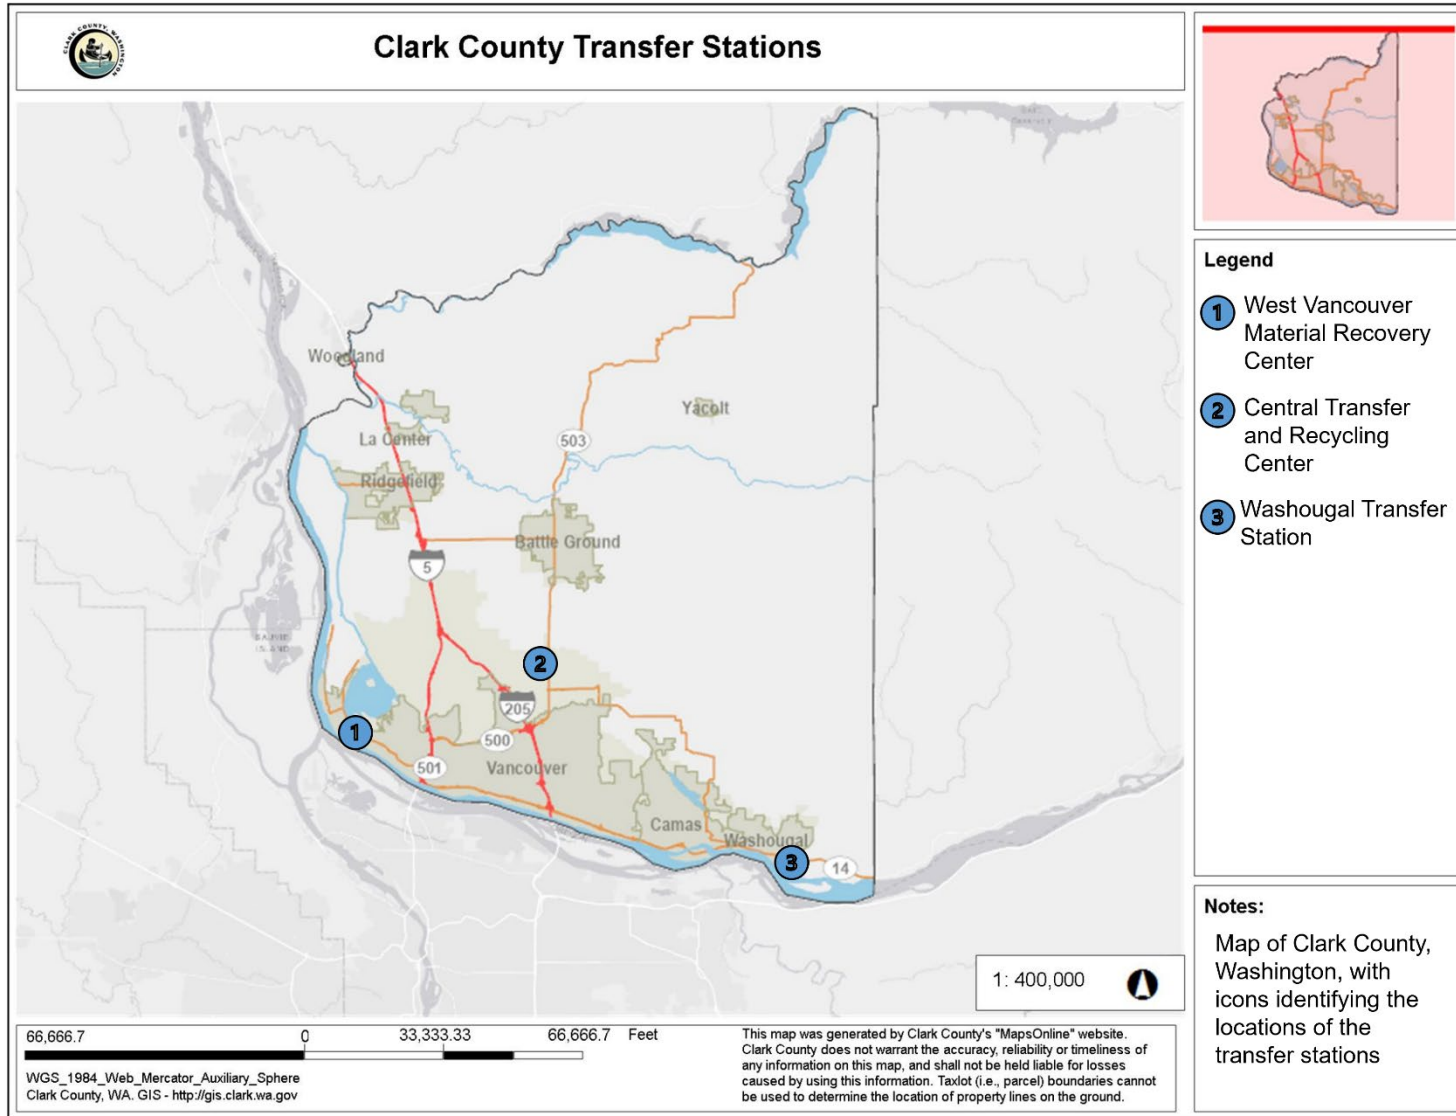 CLARK COUNTY, WASHINGTON
Clark County Transfer Stations
Woodland
La Center
Ridgefield
Yacolt
503
Battle Ground
5
2
205
1
500
501
Vancouver
Camas
Washougal
3
14
1: 400,000
Legend
1 West Vancouver
Material Recovery
Center
2 Central Transfer
and Recycling
Center
3 Washougal Transfer
Station
Notes:
Map of Clark County,
Washington, with
icons identifying the
locations of the
transfer stations
66,666.7 0 33,333.33 66,666.7 Feet
WGS_1984_Web_Mercator_Auxiliary_Sphere
Clark County, WA. GIS - http://gis.clark.wa.gov
This map was generated by Clark County's "MapsOnline" website.
Clark County does not warrant the accuracy, reliability or timeliness of
any information on this map, and shall not be held liable for losses
caused by using this information. Taxlot (i.e., parcel) boundaries cannot
be used to determine the location of property lines on the ground.